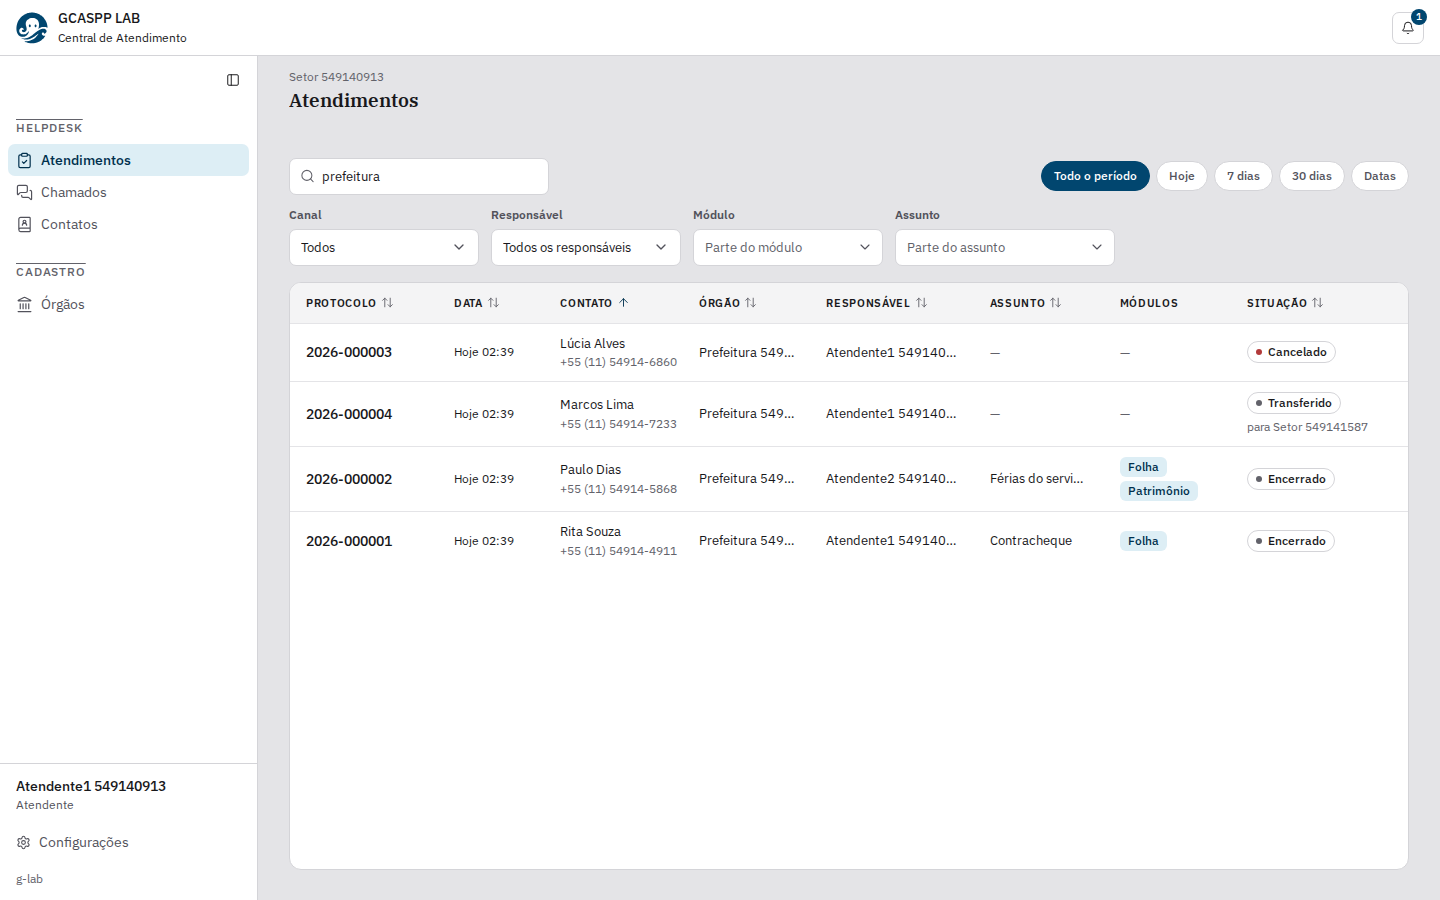 GCASPP LAB
Central de Atendimento
1
HELPDESK
Atendimentos
Chamados
Contatos
CADASTRO
Órgãos
Atendente1 549140913
Atendente
Configurações
g-lab
Setor 549140913
Atendimentos
prefeitura
Todo o período Hoje 7 dias 30 dias Datas
Canal Responsável Módulo Assunto
Todos Todos os responsáveis Parte do módulo Parte do assunto
PROTOCOLO DATA CONTATO ÓRGÃO RESPONSÁVEL ASSUNTO MÓDULOS SITUAÇÃO
2026-000003 Hoje 02:39 Lúcia Alves Prefeitura 549... Atendente1 549140... — — Cancelado
+55 (11) 54914-6860
2026-000004 Hoje 02:39 Marcos Lima Prefeitura 549... Atendente1 549140... — — Transferido
+55 (11) 54914-7233 para Setor 549141587
2026-000002 Hoje 02:39 Paulo Dias Prefeitura 549... Atendente2 549140... Férias do servi... Folha Encerrado
+55 (11) 54914-5868 Patrimônio
2026-000001 Hoje 02:39 Rita Souza Prefeitura 549... Atendente1 549140... Contracheque Folha Encerrado
+55 (11) 54914-4911